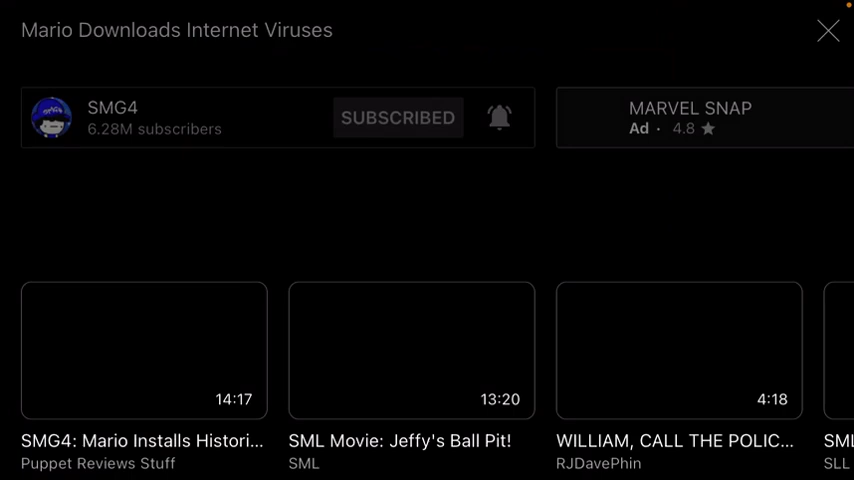 Mario Downloads Internet Viruses
SMG4
6.28M subscribers
SUBSCRIBED
MARVEL SNAP
Ad · 4.8 ★
14:17
13:20
4:18
SMG4: Mario Installs Histori...
Puppet Reviews Stuff
SML Movie: Jeffy's Ball Pit!
SML
WILLIAM, CALL THE POLIC...
RJDavePhin
SML
SLL